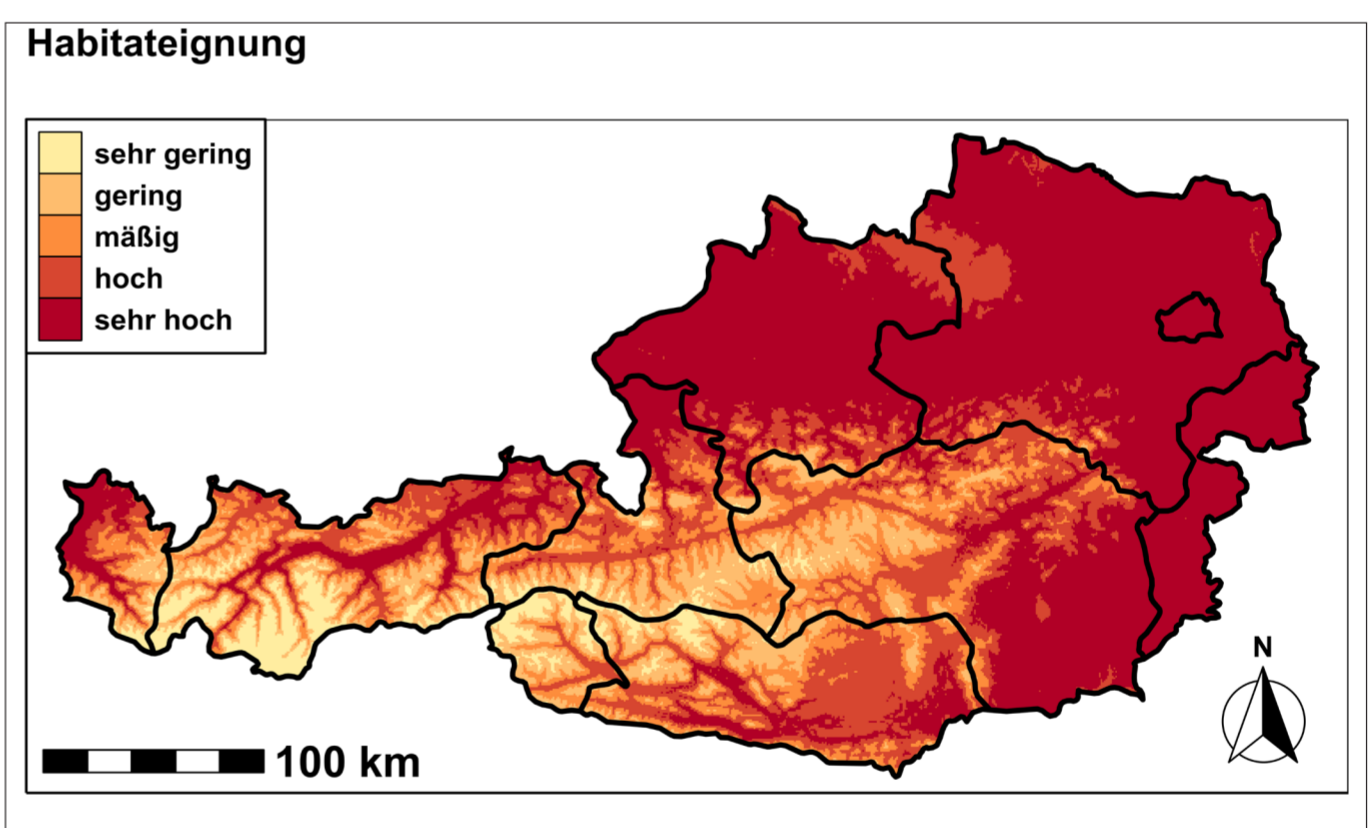 Habitateignung
sehr gering
gering
mäßig
hoch
sehr hoch
N
100 km